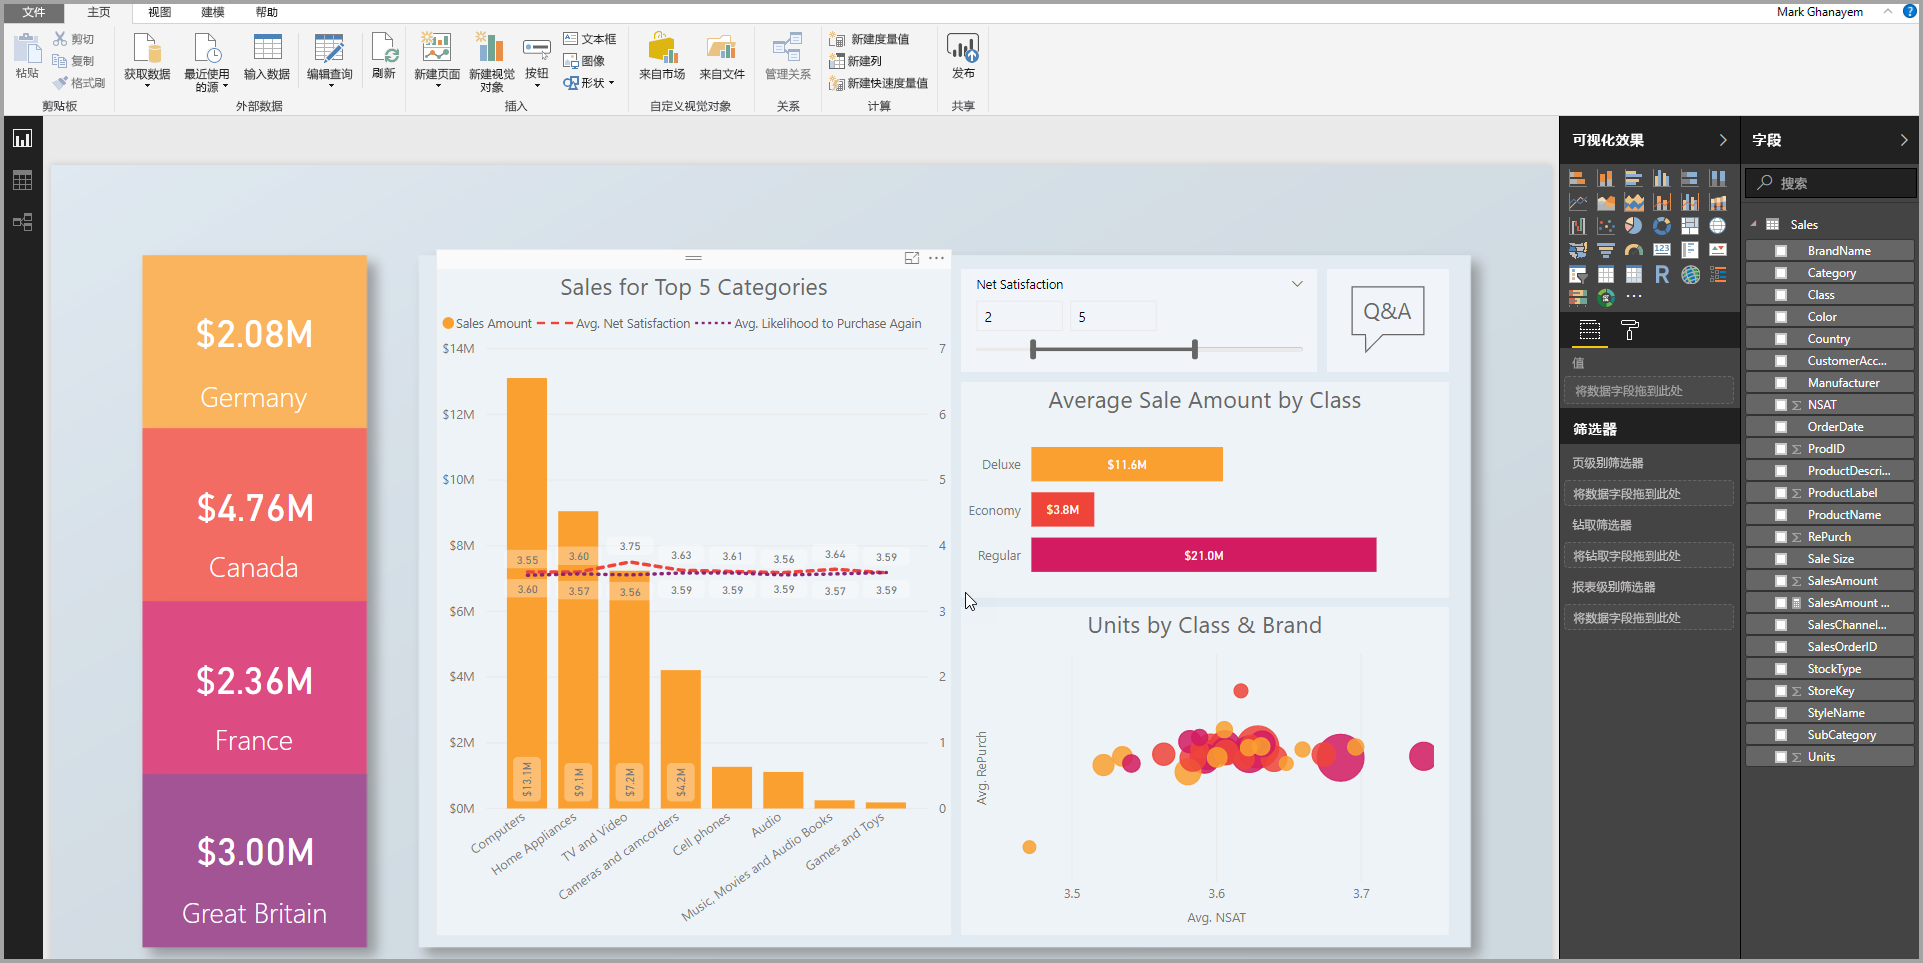 文件 主页 视图 建模 帮助 Mark Ghanayem
粘贴
剪切
复制
格式刷
剪贴板
获取数据
最近使用
的源
输入数据
外部数据
编辑查询
刷新
新建页面
新建视觉
对象
按钮
文本框
图像
形状
插入
来自市场
来自文件
自定义视觉对象
管理关系
关系
新建度量值
新建列
新建快速度量值
计算
发布
共享
$2.08M
Germany
$4.76M
Canada
$2.36M
France
$3.00M
Great Britain
Sales for Top 5 Categories
Sales Amount Avg. Net Satisfaction Avg. Likelihood to Purchase Again
$14M 7
$12M 6
$10M 5
$8M 4
$6M 3
$4M 2
$2M 1
$0M 0
3.55 3.60 3.75 3.63 3.61 3.56 3.64 3.59
3.60 3.57 3.56 3.59 3.59 3.59 3.57 3.59
$13.1M $9.1M $7.2M $4.2M
Computers
Home Appliances
TV and Video
Cameras and camcorders
Cell phones
Audio
Music, Movies and Audio Books
Games and Toys
Net Satisfaction
2 5
Q&A
Average Sale Amount by Class
Deluxe $11.6M
Economy $3.8M
Regular $21.0M
Units by Class & Brand
Avg. RePurch
3.5 3.6 3.7
Avg. NSAT
可视化效果
123
R
值
将数据字段拖到此处
筛选器
页级别筛选器
将数据字段拖到此处
钻取筛选器
将钻取字段拖到此处
报表级别筛选器
将数据字段拖到此处
字段
搜索
Sales
BrandName
Category
Class
Color
Country
CustomerAcc...
Manufacturer
Σ NSAT
OrderDate
Σ ProdID
ProductDescri...
Σ ProductLabel
ProductName
Σ RePurch
Sale Size
Σ SalesAmount
SalesAmount ...
SalesChannel...
SalesOrderID
StockType
Σ StoreKey
StyleName
SubCategory
Σ Units